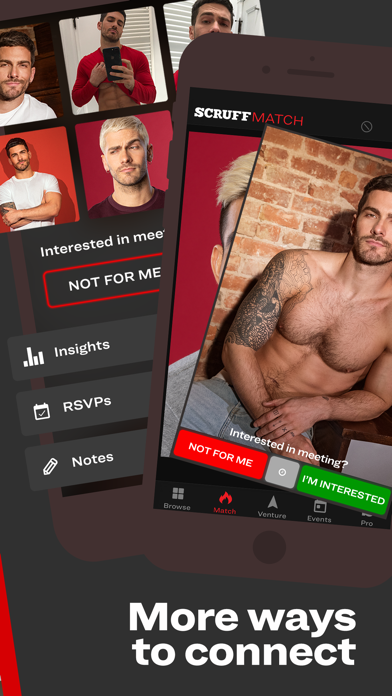 SCRUFF MATCH
Interested in
NOT FOR ME
Insights
RSVPs
Notes
Interested in meeting?
NOT FOR ME
I'M INTERESTED
Browse
Match
Venture
Events
Pro
More ways
to connect